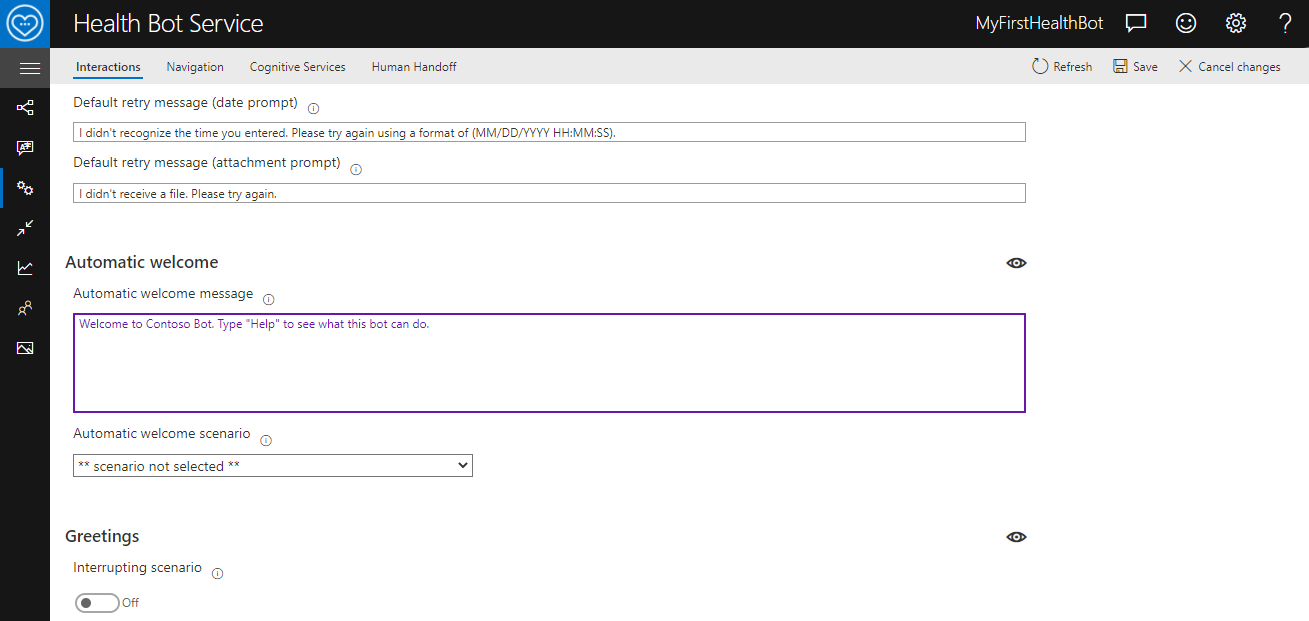 Health Bot Service
MyFirstHealthBot
Interactions Navigation Cognitive Services Human Handoff Refresh Save Cancel changes
Default retry message (date prompt)
I didn't recognize the time you entered. Please try again using a format of (MM/DD/YYYY HH:MM:SS).
Default retry message (attachment prompt)
I didn't receive a file. Please try again.
Automatic welcome
Automatic welcome message
Welcome to Contoso Bot. Type "Help" to see what this bot can do.
Automatic welcome scenario
** scenario not selected **
Greetings
Interrupting scenario
Off